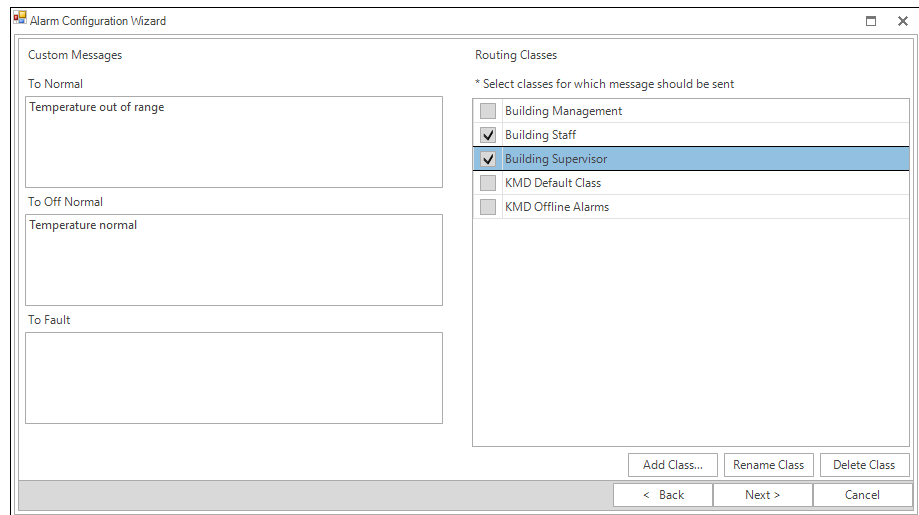 Alarm Configuration Wizard
Custom Messages
To Normal
Temperature out of range
To Off Normal
Temperature normal
To Fault
Routing Classes
* Select classes for which message should be sent
Building Management
Building Staff
Building Supervisor
KMD Default Class
KMD Offline Alarms
Add Class...
Rename Class
Delete Class
< Back
Next >
Cancel